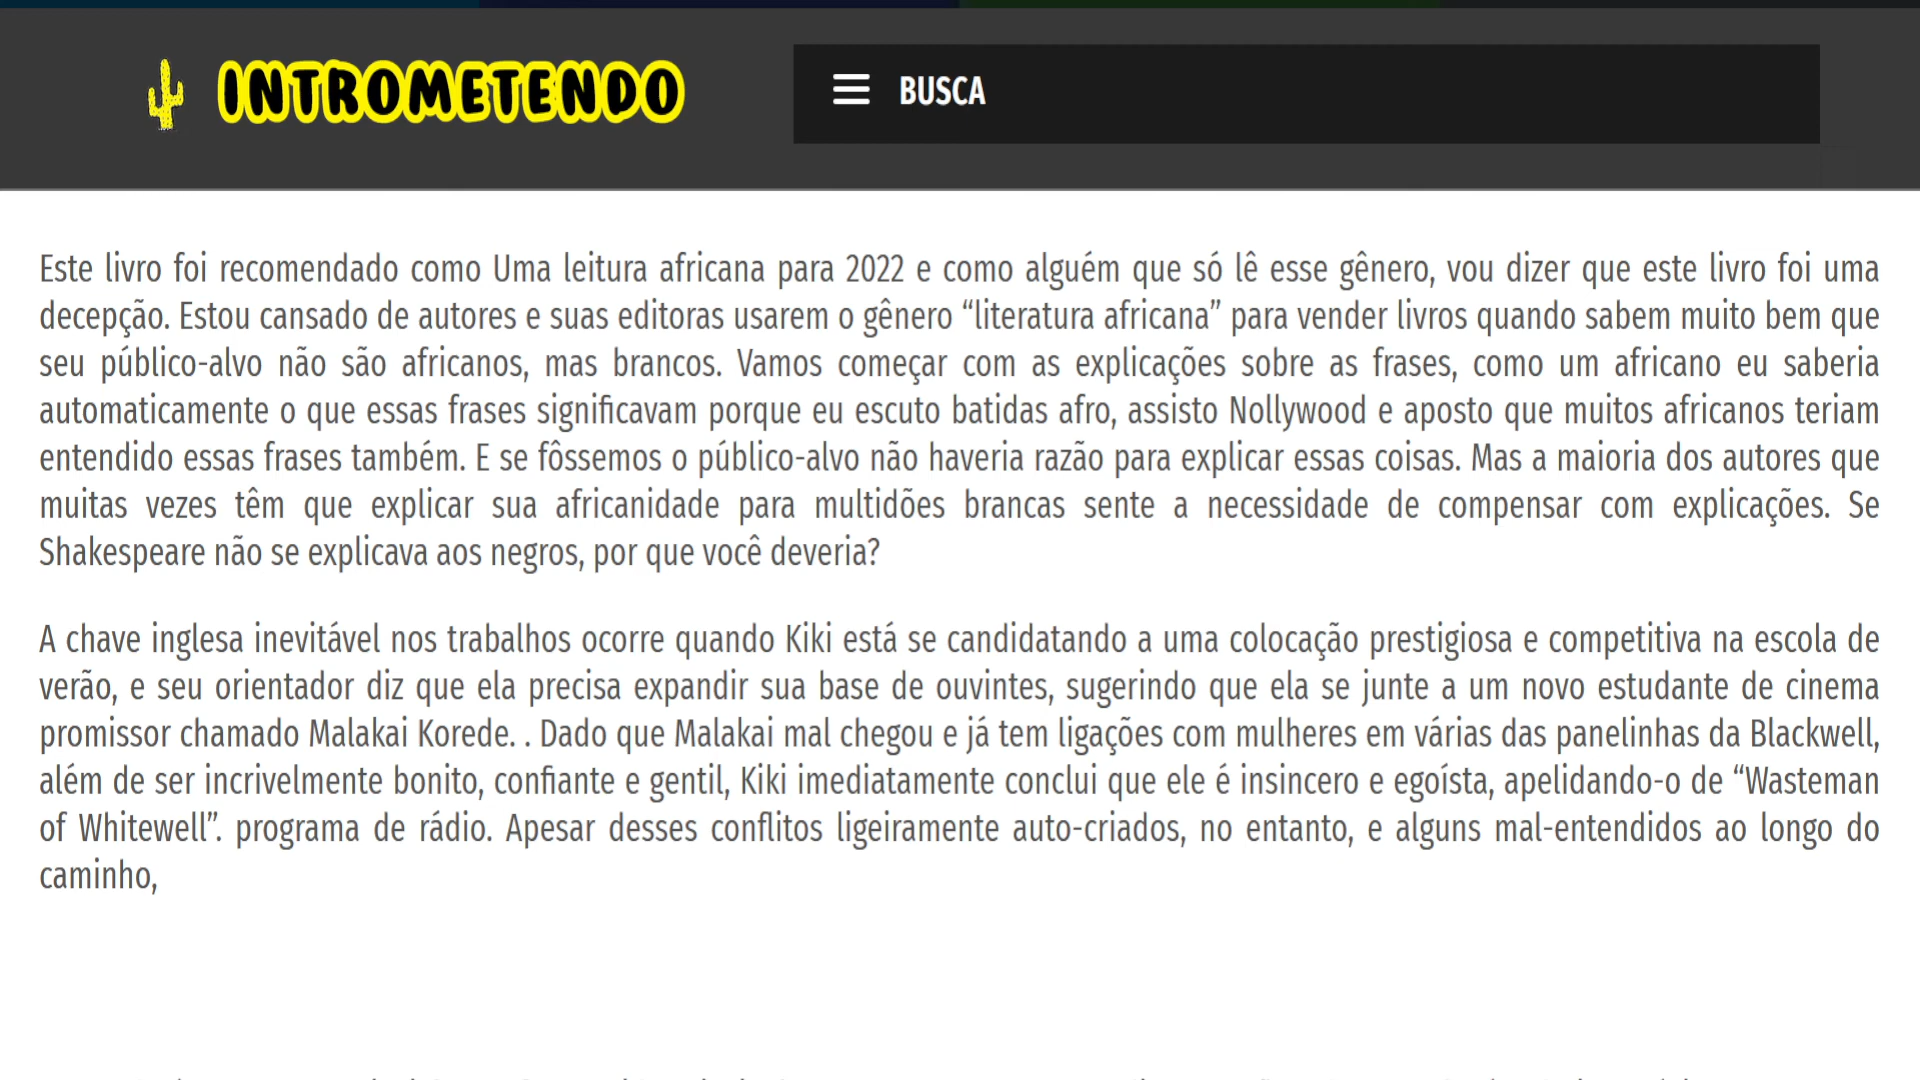 INTROMETENDO
BUSCA
Este livro foi recomendado como Uma leitura africana para 2022 e como alguém que só lê esse gênero, vou dizer que este livro foi uma
decepção. Estou cansado de autores e suas editoras usarem o gênero “literatura africana” para vender livros quando sabem muito bem que
seu público-alvo não são africanos, mas brancos. Vamos começar com as explicações sobre as frases, como um africano eu saberia
automaticamente o que essas frases significavam porque eu escuto batidas afro, assisto Nollywood e aposto que muitos africanos teriam
entendido essas frases também. E se fôssemos o público-alvo não haveria razão para explicar essas coisas. Mas a maioria dos autores que
muitas vezes têm que explicar sua africanidade para multidões brancas sente a necessidade de compensar com explicações. Se
Shakespeare não se explicava aos negros, por que você deveria?
A chave inglesa inevitável nos trabalhos ocorre quando Kiki está se candidatando a uma colocação prestigiosa e competitiva na escola de
verão, e seu orientador diz que ela precisa expandir sua base de ouvintes, sugerindo que ela se junte a um novo estudante de cinema
promissor chamado Malakai Korede. . Dado que Malakai mal chegou e já tem ligações com mulheres em várias das panelinhas da Blackwell,
além de ser incrivelmente bonito, confiante e gentil, Kiki imediatamente conclui que ele é insincero e egoísta, apelidando-o de “Wasteman
of Whitewell”. programa de rádio. Apesar desses conflitos ligeiramente auto-criados, no entanto, e alguns mal-entendidos ao longo do
caminho,